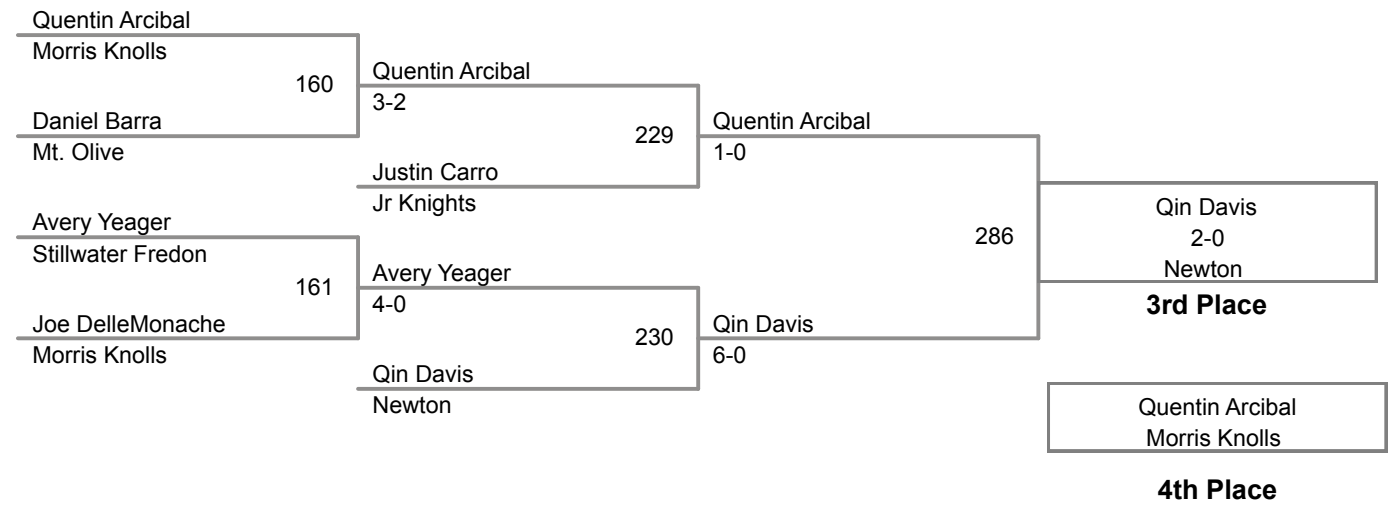 Quentin Arcibal
Morris Knolls
160
Daniel Barra
Mt. Olive
Avery Yeager
Stillwater Fredon
161
Joe DelleMonache
Morris Knolls
Quentin Arcibal
3-2
229
Justin Carro
Jr Knights
Avery Yeager
4-0
230
Qin Davis
Newton
Quentin Arcibal
1-0
286
Qin Davis
6-0
Qin Davis
2-0
Newton
3rd Place
Quentin Arcibal
Morris Knolls
4th Place